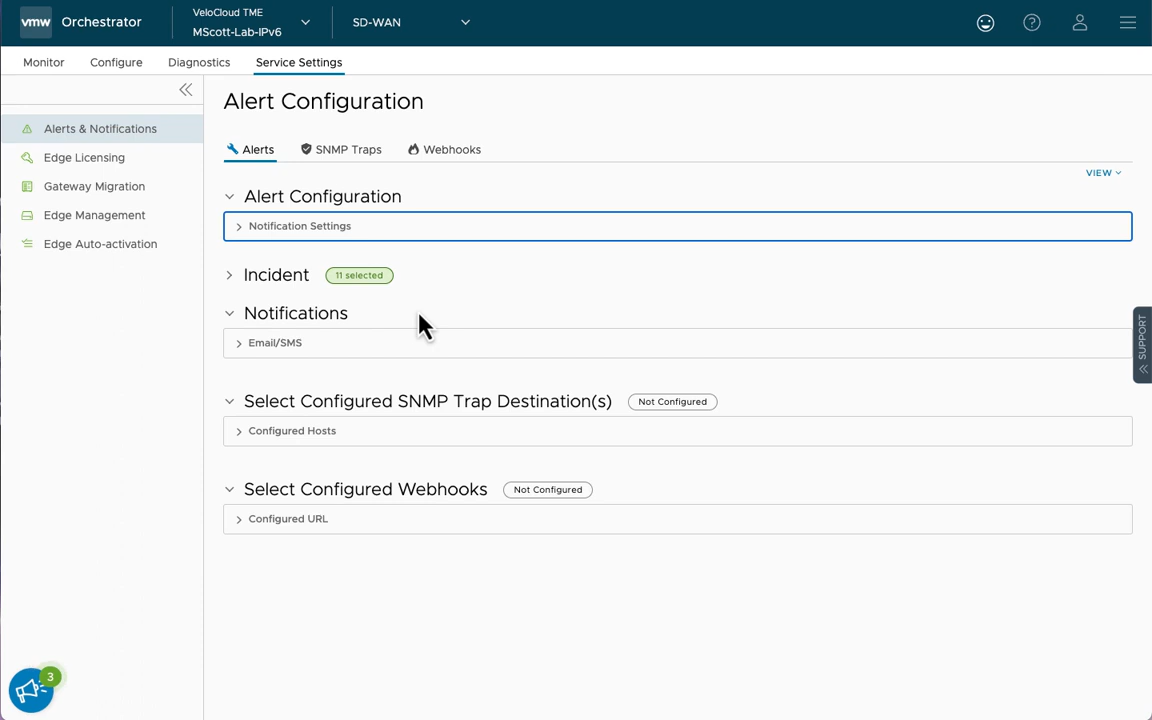 vmw Orchestrator
VeloCloud TME
MScott-Lab-IPv6
SD-WAN
Monitor
Configure
Diagnostics
Service Settings
Alerts & Notifications
Edge Licensing
Gateway Migration
Edge Management
Edge Auto-activation
Alert Configuration
Alerts
SNMP Traps
Webhooks
VIEW
Alert Configuration
Notification Settings
Incident 11 selected
Notifications
Email/SMS
Select Configured SNMP Trap Destination(s) Not Configured
Configured Hosts
Select Configured Webhooks Not Configured
Configured URL
SUPPORT
3